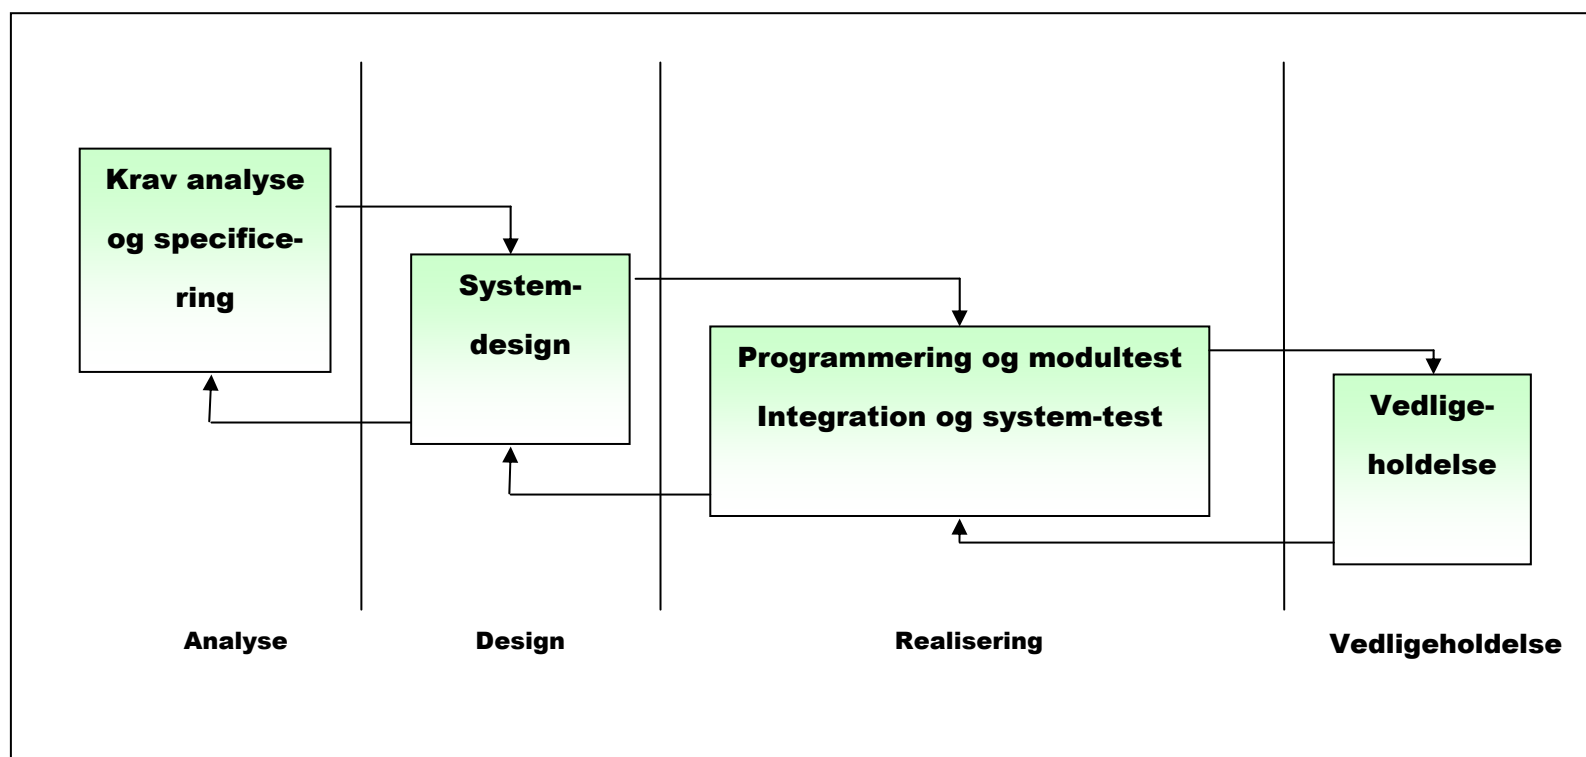 Krav analyse
og specifice-
ring
System-
design
Programmering og modultest
Integration og system-test
Vedlige-
holdelse
Analyse
Design
Realisering
Vedligeholdelse